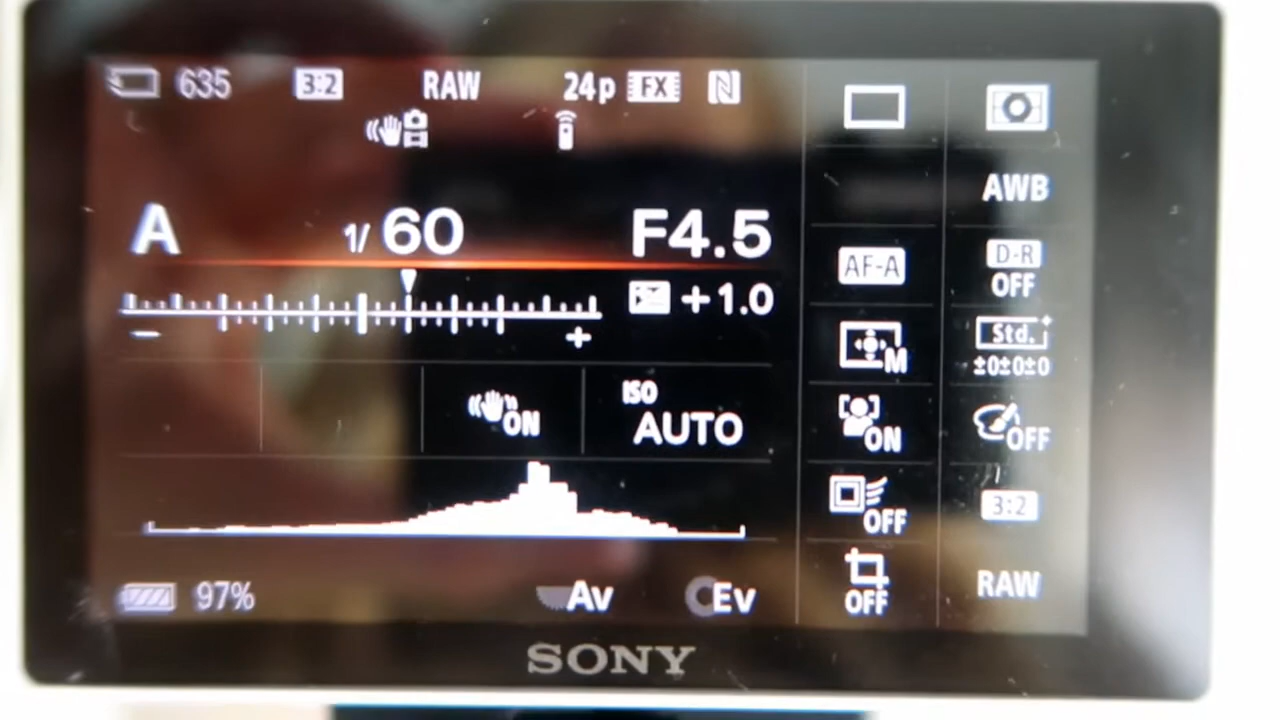 635 3:2 RAW 24p FX N
AWB
A 1/60 F4.5
AF-A D-R OFF
+1.0
− +
M Std.
±0±0±0
ON ISO AUTO
ON OFF
OFF 3:2
97% Av Ev
OFF RAW
SONY